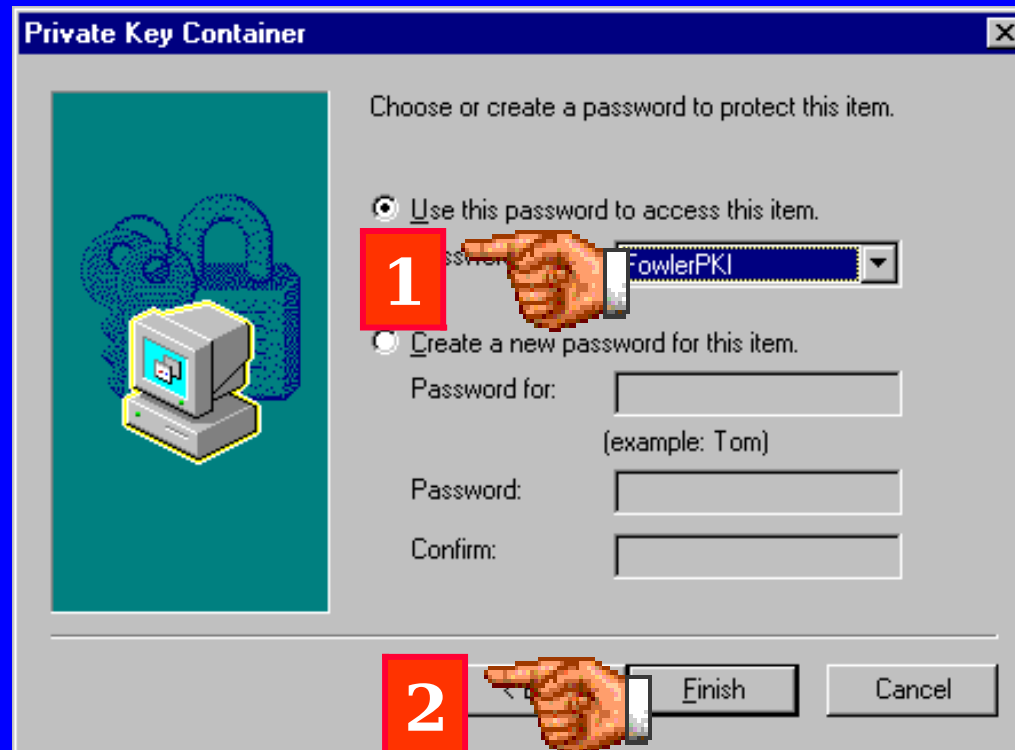 Private Key Container
Choose or create a password to protect this item.
Use this password to access this item.
1
FowlerPKI
Create a new password for this item.
Password for:
(example: Tom)
Password:
Confirm:
2
Finish
Cancel